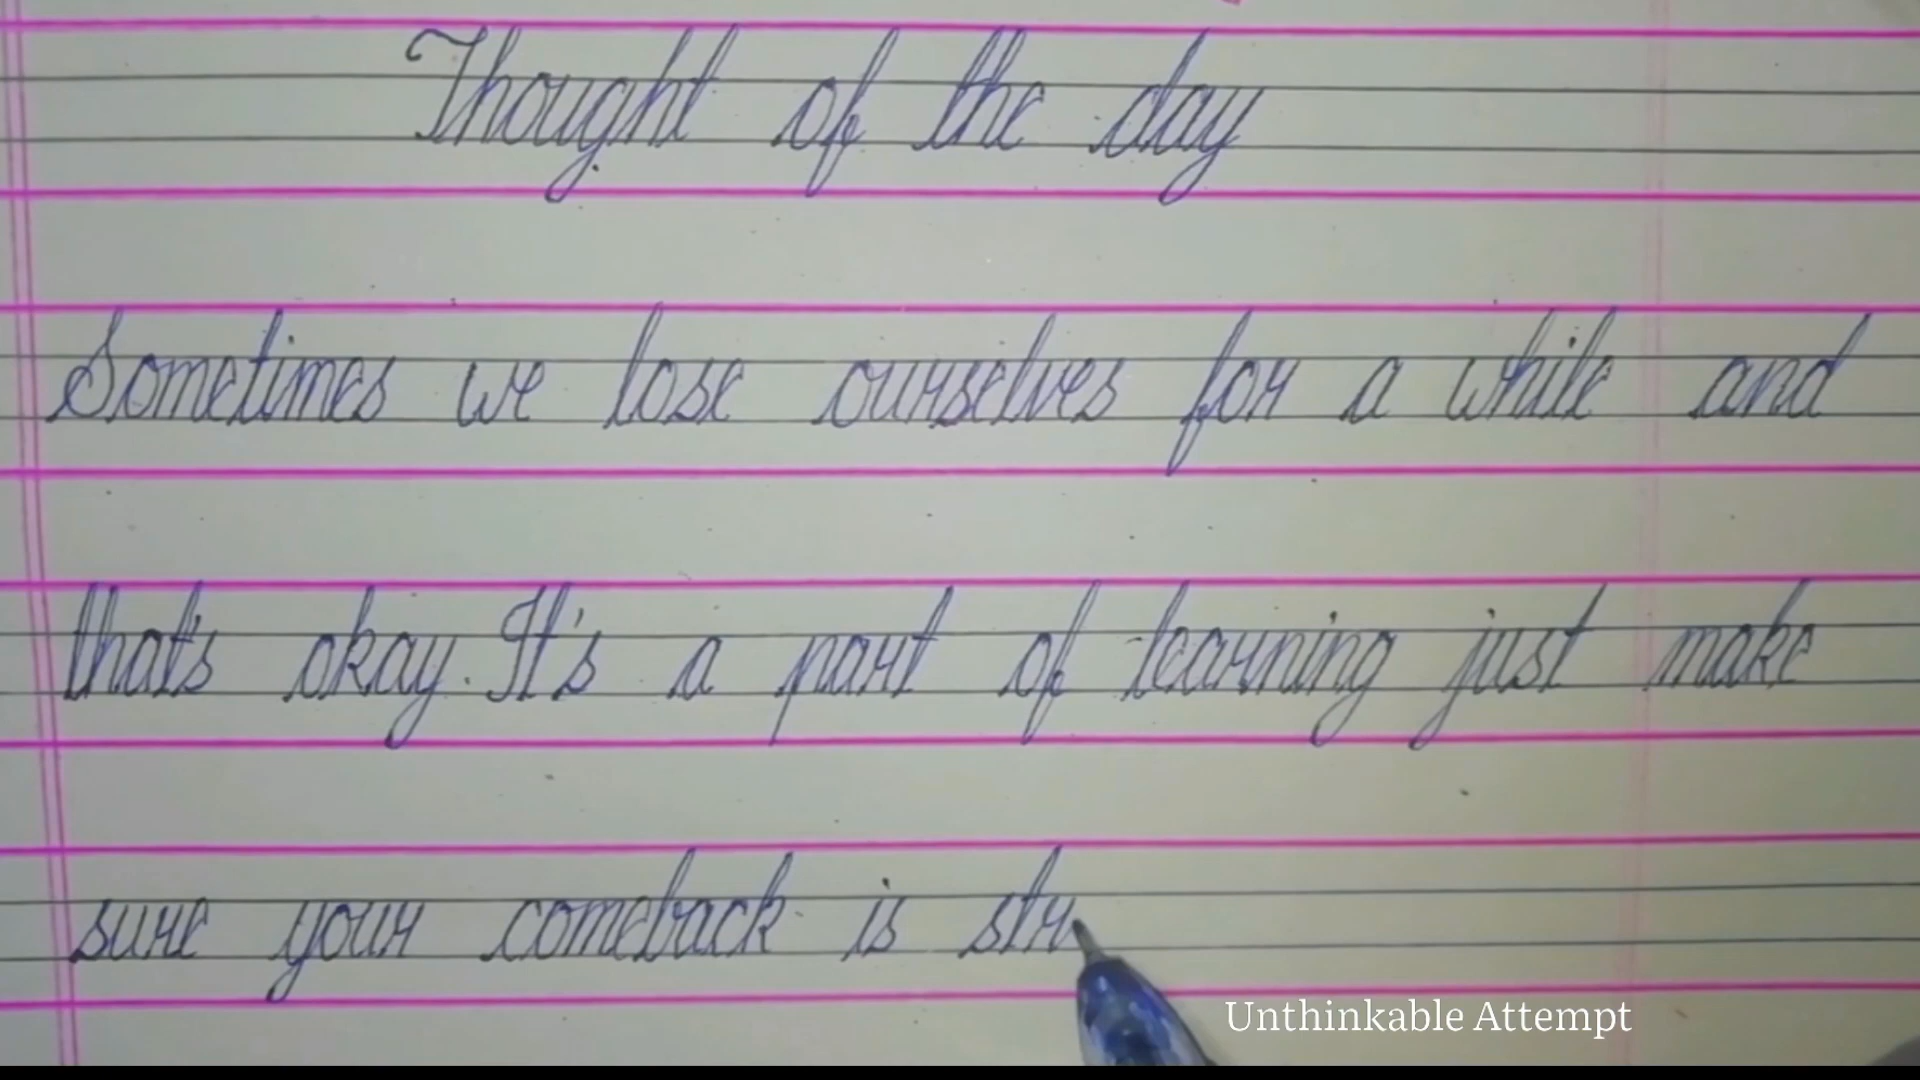 Thought of the day
Sometimes we lose ourselves for a while and
that's okay. It's a part of learning just make
sure your comeback is str
Unthinkable Attempt